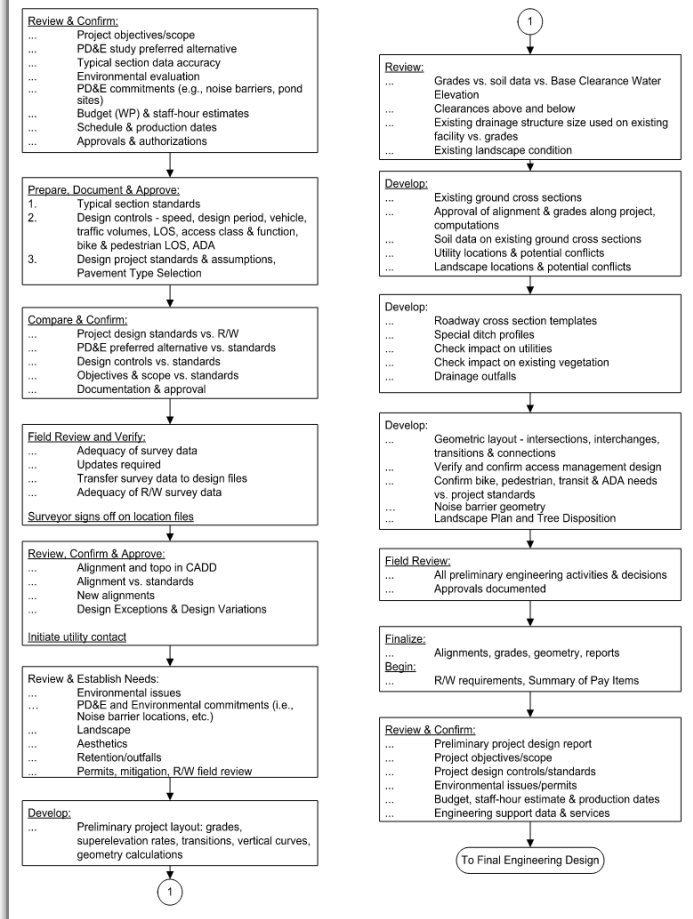 Review & Confirm:
... Project objectives/scope
... PD&E study preferred alternative
... Typical section data accuracy
... Environmental evaluation
... PD&E commitments (e.g., noise barriers, pond
sites)
... Budget (WP) & staff-hour estimates
... Schedule & production dates
... Approvals & authorizations
Prepare, Document & Approve:
1. Typical section standards
2. Design controls - speed, design period, vehicle,
traffic volumes, LOS, access class & function,
bike & pedestrian LOS, ADA
3. Design project standards & assumptions,
Pavement Type Selection
Compare & Confirm:
... Project design standards vs. R/W
... PD&E preferred alternative vs. standards
... Design controls vs. standards
... Objectives & scope vs. standards
... Documentation & approval
Field Review and Verify:
... Adequacy of survey data
... Updates required
... Transfer survey data to design files
... Adequacy of R/W survey data
Surveyor signs off on location files
Review, Confirm & Approve:
... Alignment and topo in CADD
... Alignment vs. standards
... New alignments
... Design Exceptions & Design Variations
Initiate utility contact
Review & Establish Needs:
... Environmental issues
... PD&E and Environmental commitments (i.e.,
Noise barrier locations, etc.)
... Landscape
... Aesthetics
... Retention/outfalls
... Permits, mitigation, R/W field review
Develop:
... Preliminary project layout: grades,
superelevation rates, transitions, vertical curves,
geometry calculations
1
1
Review:
... Grades vs. soil data vs. Base Clearance Water
Elevation
... Clearances above and below
... Existing drainage structure size used on existing
facility vs. grades
... Existing landscape condition
Develop:
... Existing ground cross sections
... Approval of alignment & grades along project,
computations
... Soil data on existing ground cross sections
... Utility locations & potential conflicts
... Landscape locations & potential conflicts
Develop:
... Roadway cross section templates
... Special ditch profiles
... Check impact on utilities
... Check impact on existing vegetation
... Drainage outfalls
Develop:
... Geometric layout - intersections, interchanges,
transitions & connections
... Verify and confirm access management design
... Confirm bike, pedestrian, transit & ADA needs
vs. project standards
... Noise barrier geometry
... Landscape Plan and Tree Disposition
Field Review:
... All preliminary engineering activities & decisions
... Approvals documented
Finalize:
... Alignments, grades, geometry, reports
Begin:
... R/W requirements, Summary of Pay Items
Review & Confirm:
... Preliminary project design report
... Project objectives/scope
... Project design controls/standards
... Environmental issues/permits
... Budget, staff-hour estimate & production dates
... Engineering support data & services
To Final Engineering Design